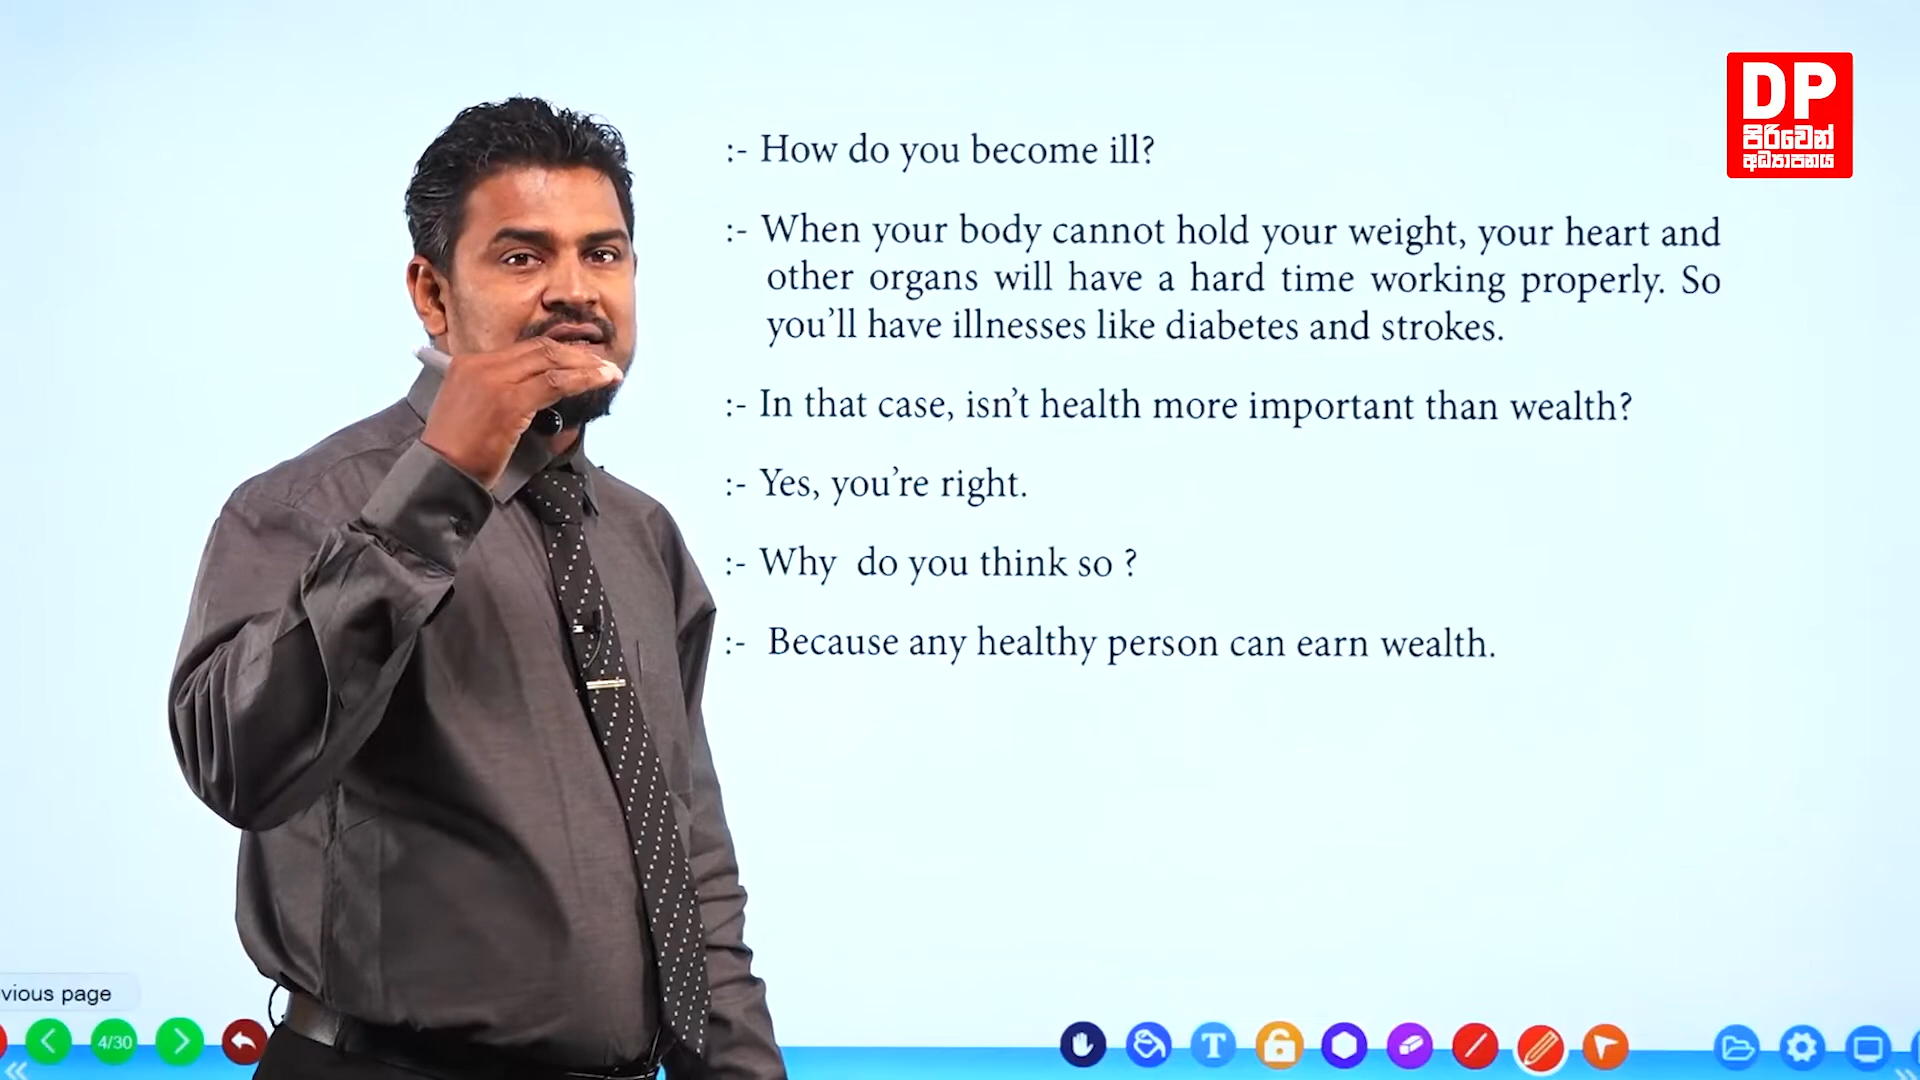 DP
පිරිවෙන්
අධ්‍යාපනය
:- How do you become ill?
:- When your body cannot hold your weight, your heart and
other organs will have a hard time working properly. So
you’ll have illnesses like diabetes and strokes.
:- In that case, isn’t health more important than wealth?
:- Yes, you’re right.
:- Why do you think so ?
:- Because any healthy person can earn wealth.
vious page
4/30
T